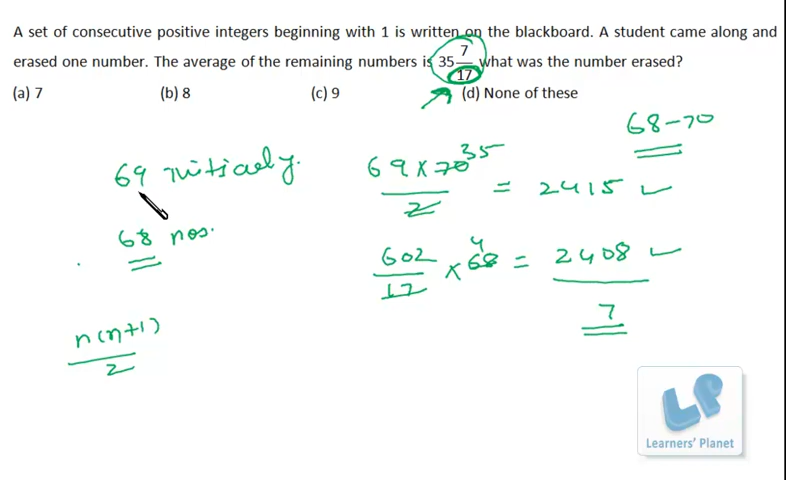 A set of consecutive positive integers beginning with 1 is written on the blackboard. A student came along and
erased one number. The average of the remaining numbers is 35 7/17 what was the number erased?
(a) 7 (b) 8 (c) 9 (d) None of these
68-70
69 initially.
69 × 70 35 / 2 = 2415
68 nos.
602/17 × 68 4 = 2408
7
n(n+1)/2
LP
Learners' Planet